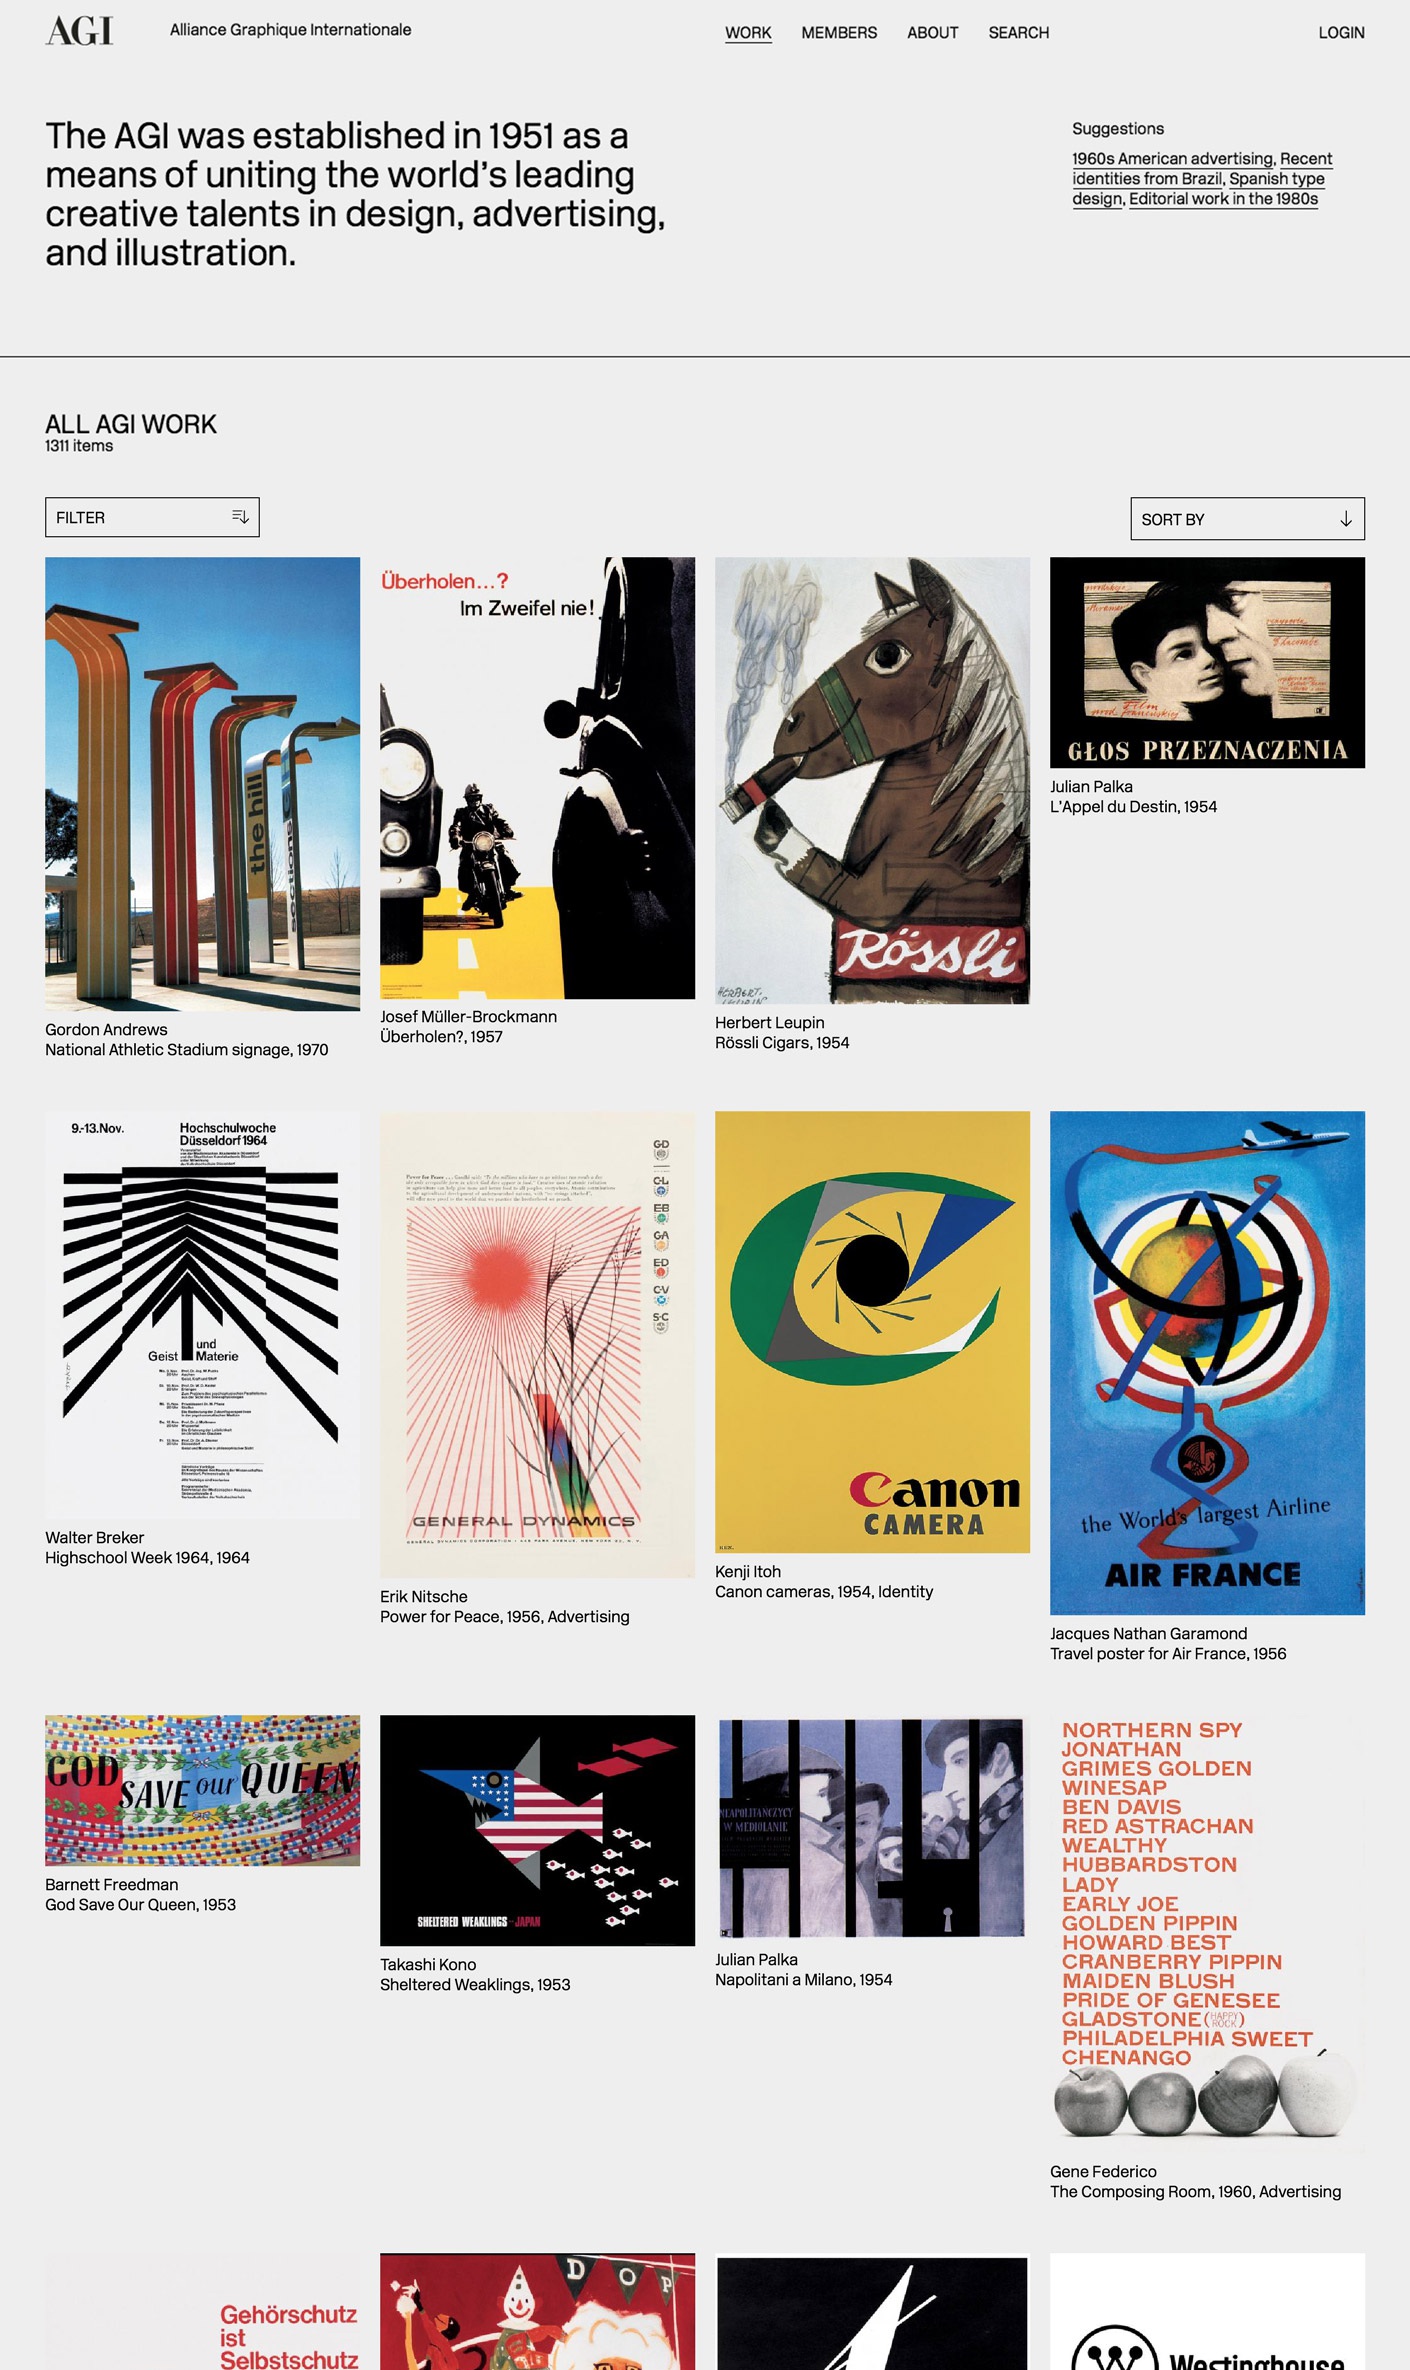 AGI
Alliance Graphique Internationale
WORK
MEMBERS
ABOUT
SEARCH
LOGIN
The AGI was established in 1951 as a
means of uniting the world's leading
creative talents in design, advertising,
and illustration.
Suggestions
1960s American advertising, Recent
identities from Brazil, Spanish type
design, Editorial work in the 1980s
ALL AGI WORK
1311 items
FILTER
SORT BY
the hill
Gordon Andrews
National Athletic Stadium signage, 1970
Überholen...?
Im Zweifel nie!
Josef Müller-Brockmann
Überholen?, 1957
Rössli
HERBERT
LEUPIN
Herbert Leupin
Rössli Cigars, 1954
GŁOS PRZEZNACZENIA
Julian Palka
L'Appel du Destin, 1954
9.-13.Nov.
Hochschulwoche
Düsseldorf 1964
Geist und Materie
Walter Breker
Highschool Week 1964, 1964
G-D
C-L
E-B
GA
E-D
C-V
S-C
GENERAL DYNAMICS
Erik Nitsche
Power for Peace, 1956, Advertising
Canon
CAMERA
Kenji Itoh
Canon cameras, 1954, Identity
the World's largest Airline
AIR FRANCE
Jacques Nathan Garamond
Travel poster for Air France, 1956
GOD SAVE our QUEEN
Barnett Freedman
God Save Our Queen, 1953
SHELTERED WEAKLINGS-JAPAN
Takashi Kono
Sheltered Weaklings, 1953
NEAPOLITAŃCZYCY
W MEDIOLANIE
Julian Palka
Napolitani a Milano, 1954
NORTHERN SPY
JONATHAN
GRIMES GOLDEN
WINESAP
BEN DAVIS
RED ASTRACHAN
WEALTHY
HUBBARDSTON
LADY
EARLY JOE
GOLDEN PIPPIN
HOWARD BEST
CRANBERRY PIPPIN
MAIDEN BLUSH
PRIDE OF GENESEE
GLADSTONE (HAPPY ROCK)
PHILADELPHIA SWEET
CHENANGO
Gene Federico
The Composing Room, 1960, Advertising
Gehörschutz
ist
Selbstschutz
DOP
Westinghouse